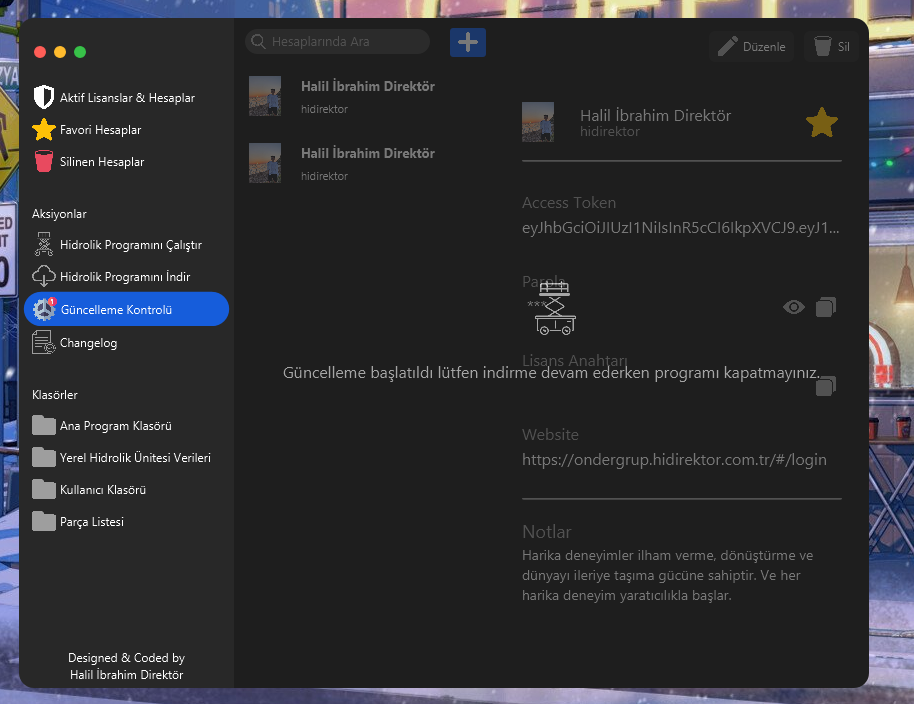 Aktif Lisanslar & Hesaplar
Favori Hesaplar
Silinen Hesaplar
Aksiyonlar
Hidrolik Programını Çalıştır
Hidrolik Programını İndir
1
Güncelleme Kontrolü
Changelog
Klasörler
Ana Program Klasörü
Yerel Hidrolik Ünitesi Verileri
Kullanıcı Klasörü
Parça Listesi
Designed & Coded by
Halil İbrahim Direktör
Hesaplarında Ara
Halil İbrahim Direktör
hidirektor
Halil İbrahim Direktör
hidirektor
Düzenle
Sil
Halil İbrahim Direktör
hidirektor
Access Token
eyJhbGciOiJIUzI1NiIsInR5cCI6IkpXVCJ9.eyJ1...
Parola
Lisans Anahtarı
Güncelleme başlatıldı lütfen indirme devam ederken programı kapatmayınız.
Website
https://ondergrup.hidirektor.com.tr/#/login
Notlar
Harika deneyimler ilham verme, dönüştürme ve
dünyayı ileriye taşıma gücüne sahiptir. Ve her
harika deneyim yaratıcılıkla başlar.